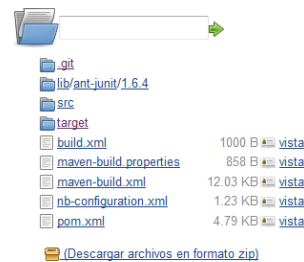 .git
lib/ant-junit/1.6.4
src
target
build.xml 1000 B vista
maven-build.properties 858 B vista
maven-build.xml 12.03 KB vista
nb-configuration.xml 1.23 KB vista
pom.xml 4.79 KB vista
(Descargar archivos en formato zip)